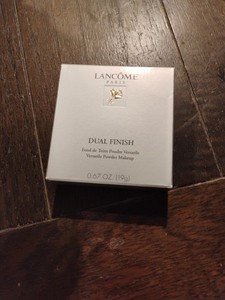 LANCÔME
PARIS
DUAL FINISH
Fond de Teint Poudre Versatile
Versatile Powder Makeup
0.67 OZ. (19g)